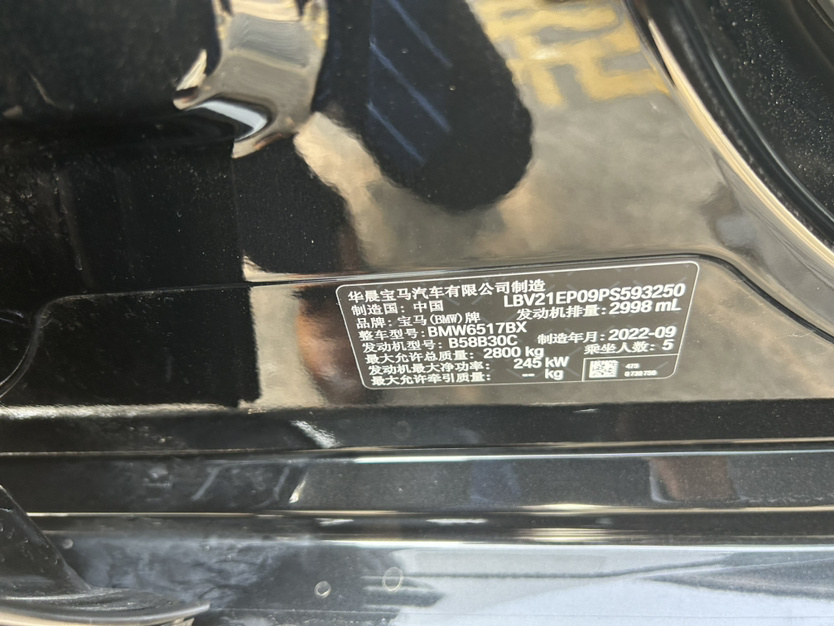 华晨宝马汽车有限公司制造
制造国: 中国 LBV21EP09PS593250
品牌: 宝马(BMW)牌 发动机排量: 2998 mL
整车型号: BMW6517BX
发动机型号: B58B30C 制造年月: 2022-09
最大允许总质量: 2800 kg 乘坐人数: 5
发动机最大净功率: 245 kW
最大允许牵引质量: -- kg